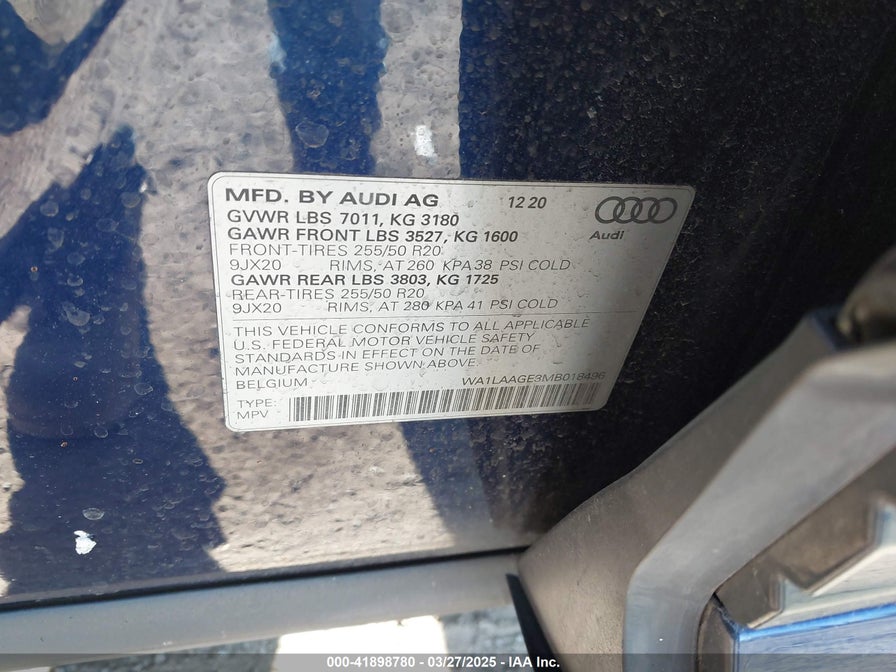 MFD. BY AUDI AG 12 20
GVWR LBS 7011, KG 3180
GAWR FRONT LBS 3527, KG 1600
Audi
FRONT-TIRES 255/50 R20
9JX20 RIMS, AT 260 KPA 38 PSI COLD
GAWR REAR LBS 3803, KG 1725
REAR-TIRES 255/50 R20
9JX20 RIMS, AT 280 KPA 41 PSI COLD
THIS VEHICLE CONFORMS TO ALL APPLICABLE
U.S. FEDERAL MOTOR VEHICLE SAFETY
STANDARDS IN EFFECT ON THE DATE OF
MANUFACTURE SHOWN ABOVE.
BELGIUM WA1LAAGE9MB018496
TYPE:
MPV
000-41898780 - 03/27/2025 - IAA Inc.